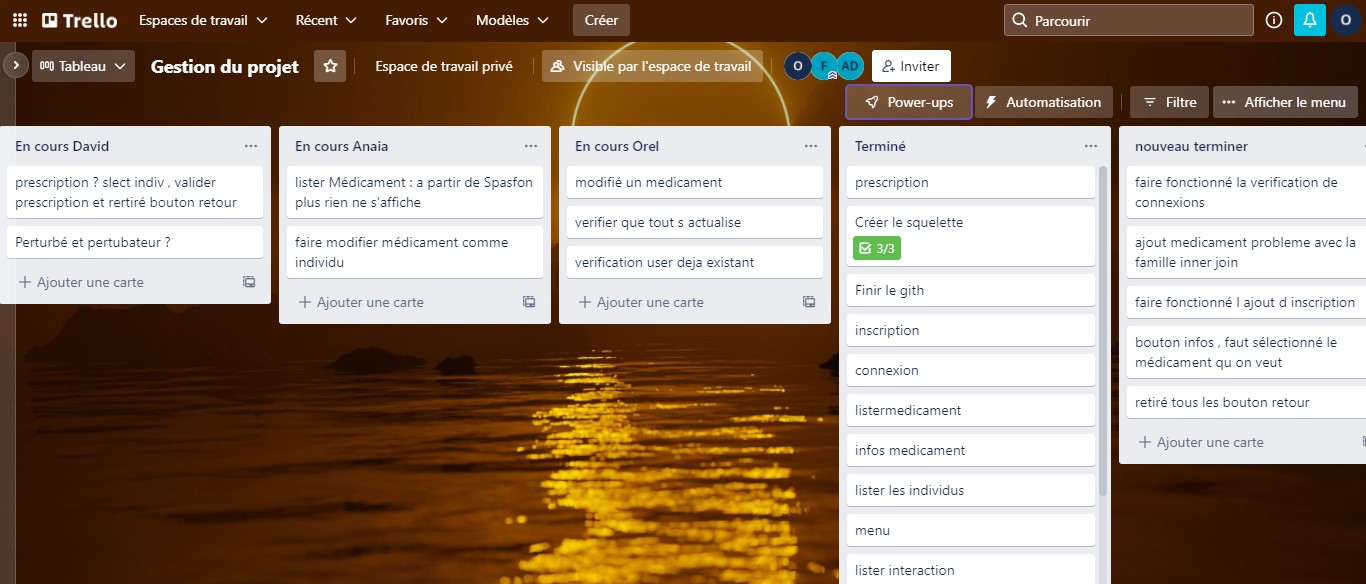 Trello
Espaces de travail
Récent
Favoris
Modèles
Créer
Parcourir
O
Tableau
Gestion du projet
Espace de travail privé
Visible par l'espace de travail
O
F
AD
Inviter
Power-ups
Automatisation
Filtre
Afficher le menu
En cours David
prescription ? slect indiv , valider
prescription et rertiré bouton retour
Perturbé et pertubateur ?
Ajouter une carte
En cours Anaia
lister Médicament : a partir de Spasfon
plus rien ne s'affiche
faire modifier médicament comme
individu
Ajouter une carte
En cours Orel
modifié un medicament
verifier que tout s actualise
verification user deja existant
Ajouter une carte
Terminé
prescription
Créer le squelette
3/3
Finir le gith
inscription
connexion
listermedicament
infos medicament
lister les individus
menu
lister interaction
nouveau terminer
faire fonctionné la verification de
connexions
ajout medicament probleme avec la
famille inner join
faire fonctionné l ajout d inscription
bouton infos , faut sélectionné le
médicament qu on veut
retiré tous les bouton retour
Ajouter une carte